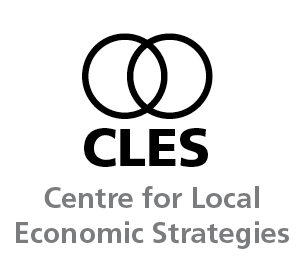 CLES
Centre for Local
Economic Strategies